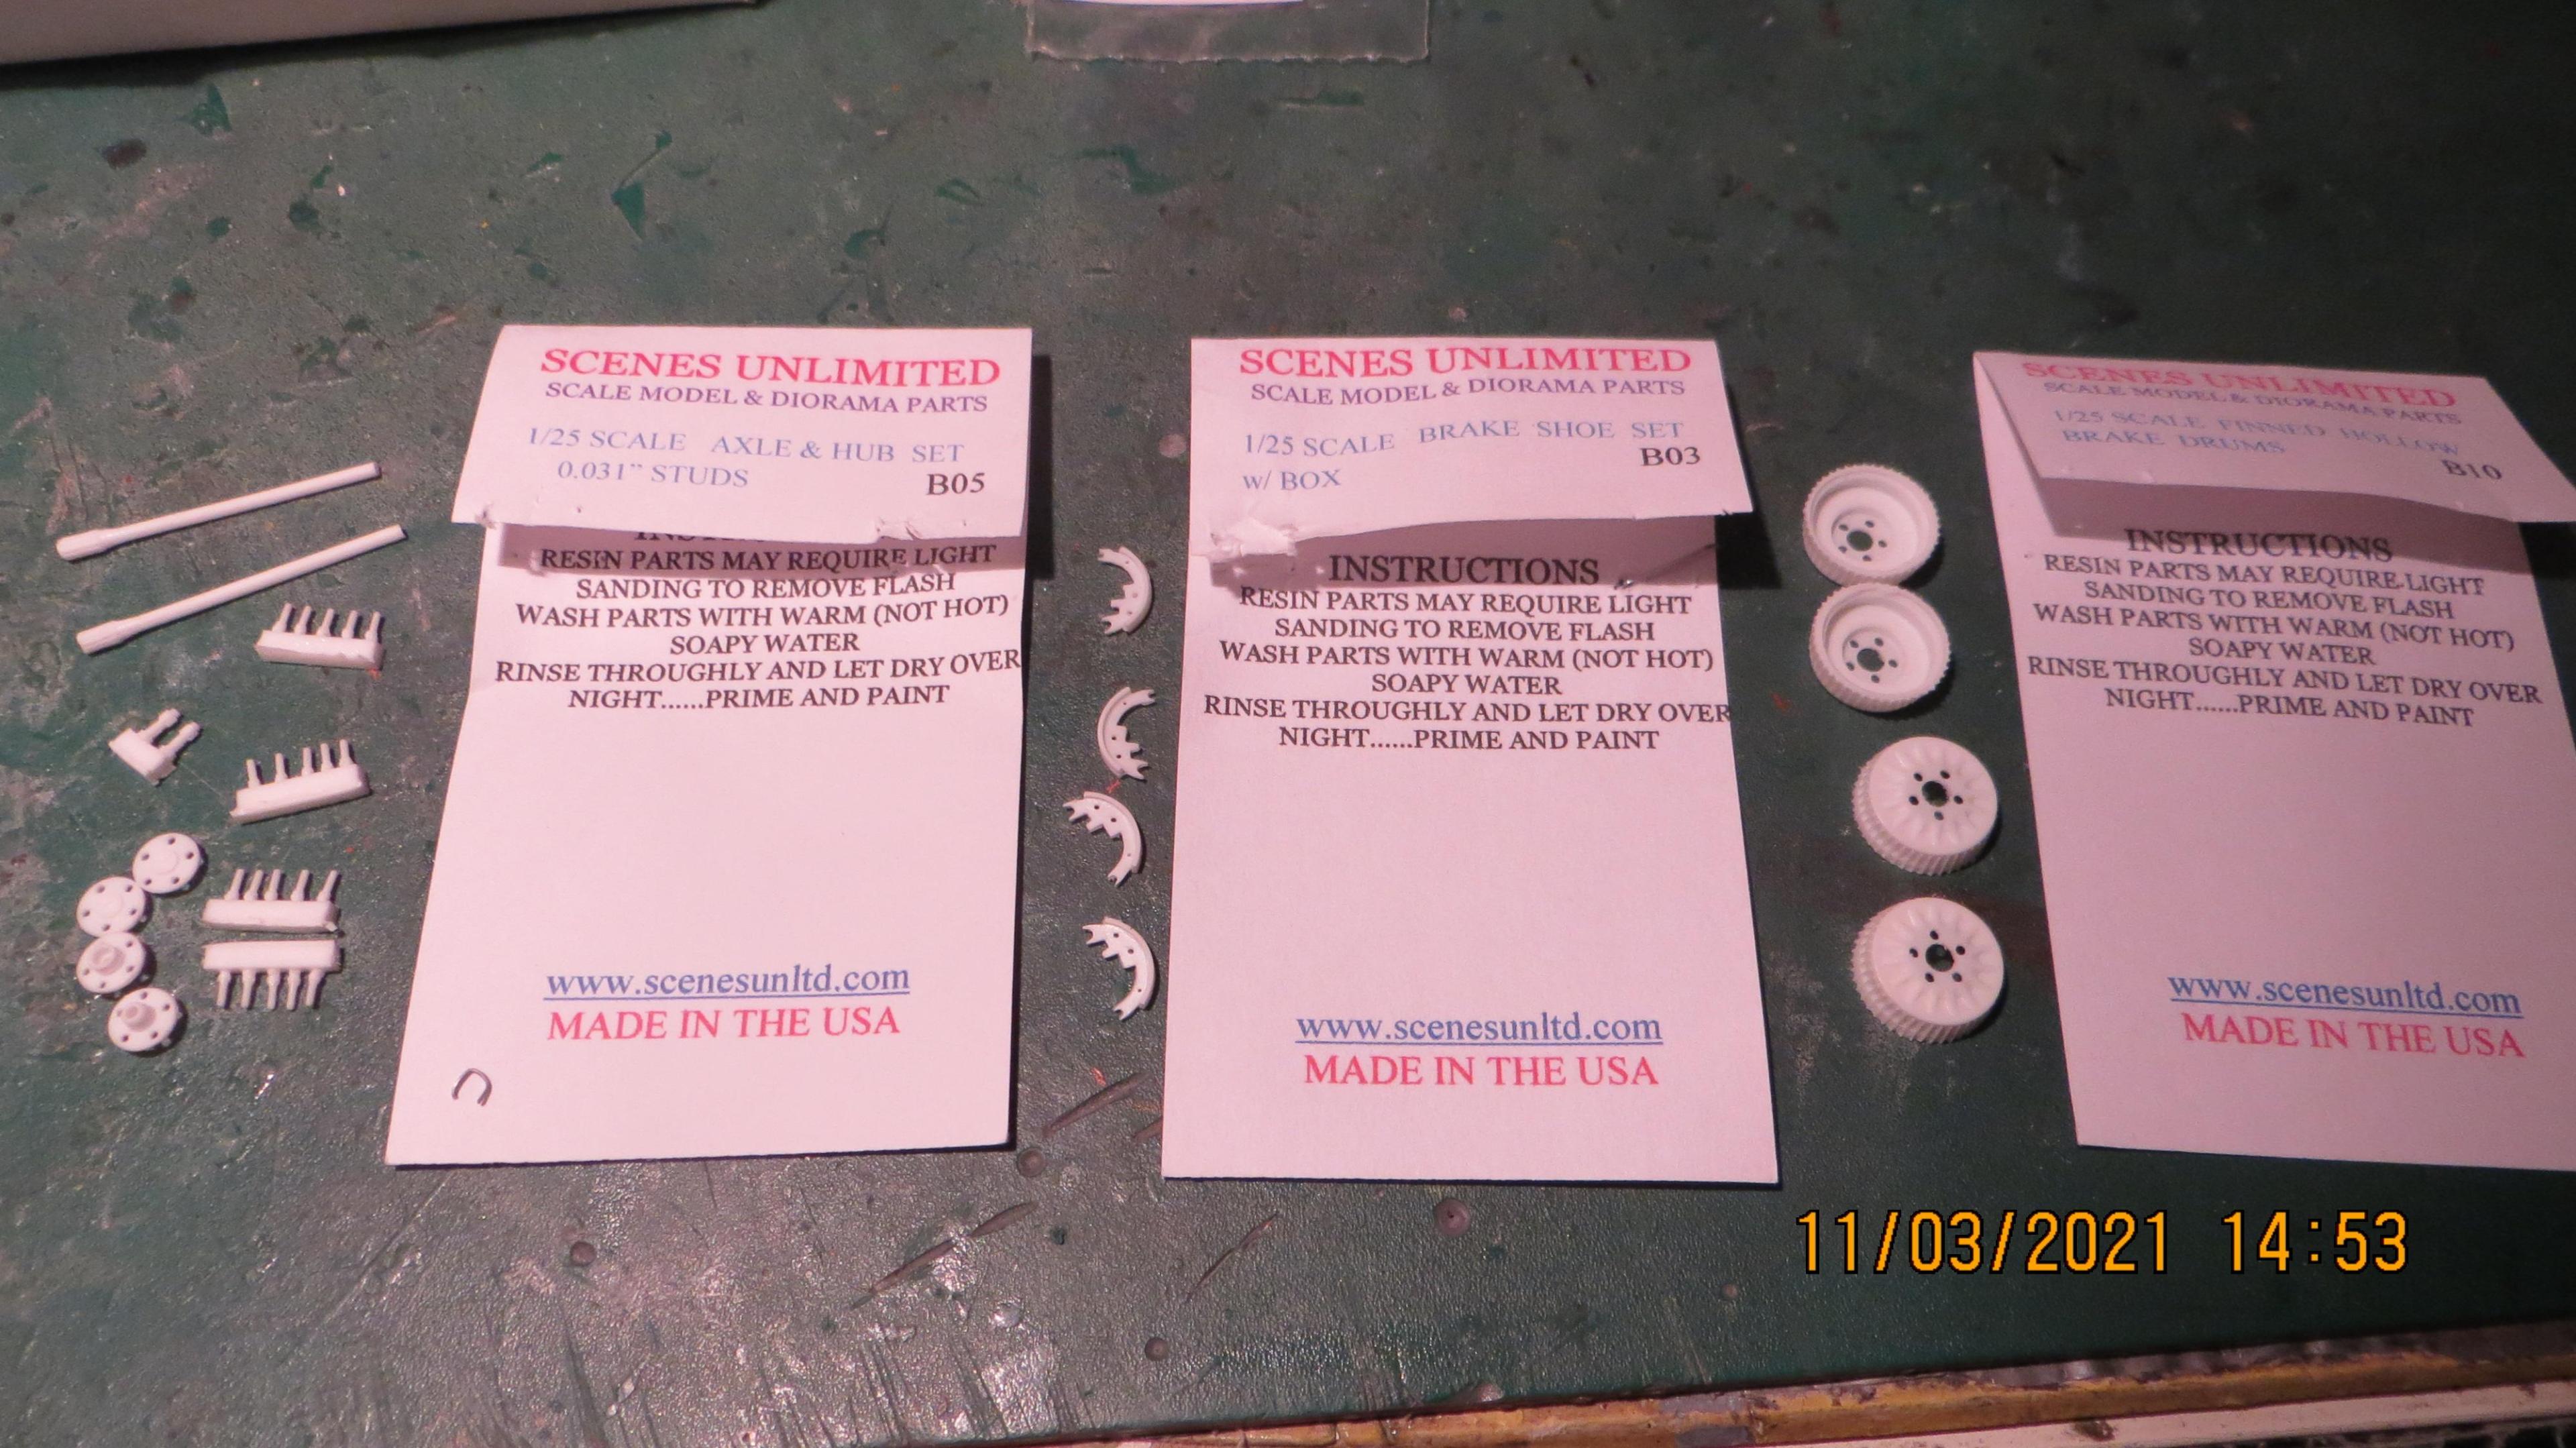 SCENES UNLIMITED
SCALE MODEL & DIORAMA PARTS
1/25 SCALE AXLE & HUB SET
0.031” STUDS B05
RESIN PARTS MAY REQUIRE LIGHT
SANDING TO REMOVE FLASH
WASH PARTS WITH WARM (NOT HOT)
SOAPY WATER
RINSE THROUGHLY AND LET DRY OVER
NIGHT......PRIME AND PAINT
www.scenesunltd.com
MADE IN THE USA
SCENES UNLIMITED
SCALE MODEL & DIORAMA PARTS
1/25 SCALE BRAKE SHOE SET
w/ BOX B03
INSTRUCTIONS
RESIN PARTS MAY REQUIRE LIGHT
SANDING TO REMOVE FLASH
WASH PARTS WITH WARM (NOT HOT)
SOAPY WATER
RINSE THROUGHLY AND LET DRY OVER
NIGHT......PRIME AND PAINT
www.scenesunltd.com
MADE IN THE USA
SCENES UNLIMITED
SCALE MODEL & DIORAMA PARTS
1/25 SCALE FINNED HOLLOW
BRAKE DRUMS B10
INSTRUCTIONS
RESIN PARTS MAY REQUIRE LIGHT
SANDING TO REMOVE FLASH
WASH PARTS WITH WARM (NOT HOT)
SOAPY WATER
RINSE THROUGHLY AND LET DRY OVER
NIGHT......PRIME AND PAINT
www.scenesunltd.com
MADE IN THE USA
11/03/2021 14:53